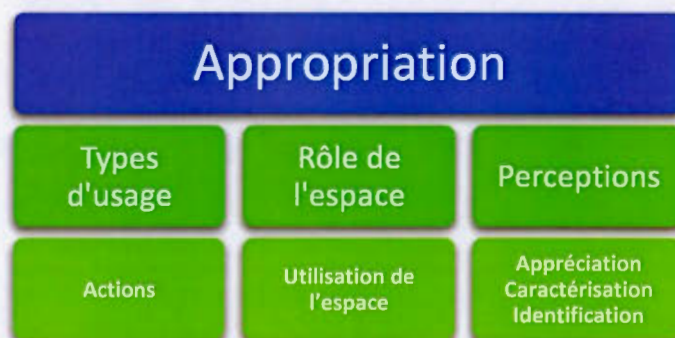 Appropriation
Types
d'usage
Rôle de
l'espace
Perceptions
Actions
Utilisation de
l'espace
Appréciation
Caractérisation
Identification